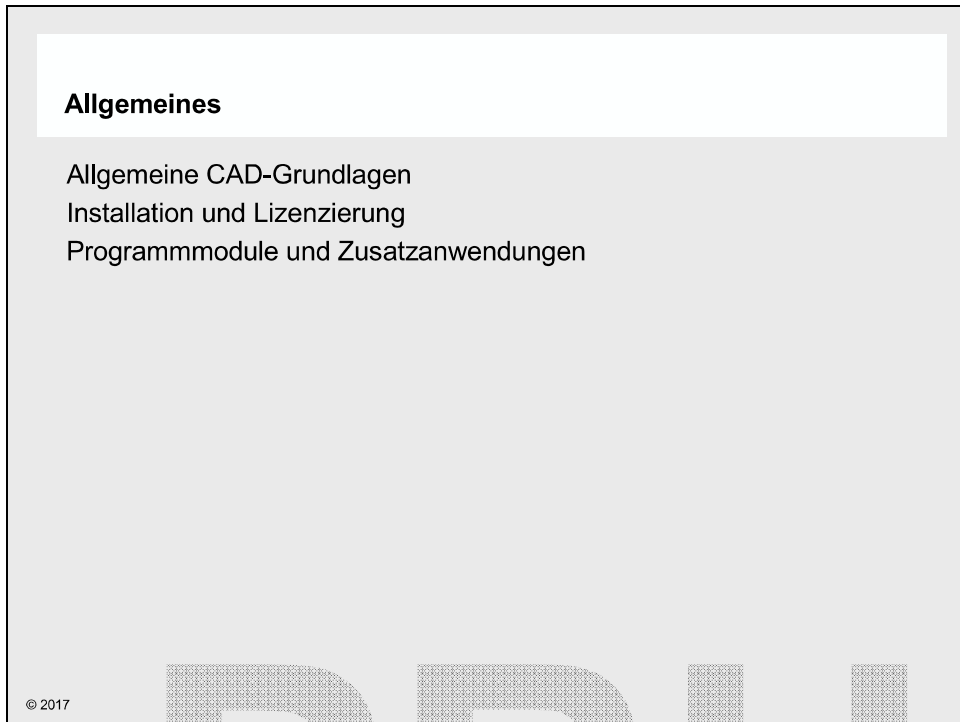 Allgemeines
Allgemeine CAD-Grundlagen
Installation und Lizenzierung
Programmmodule und Zusatzanwendungen
© 2017